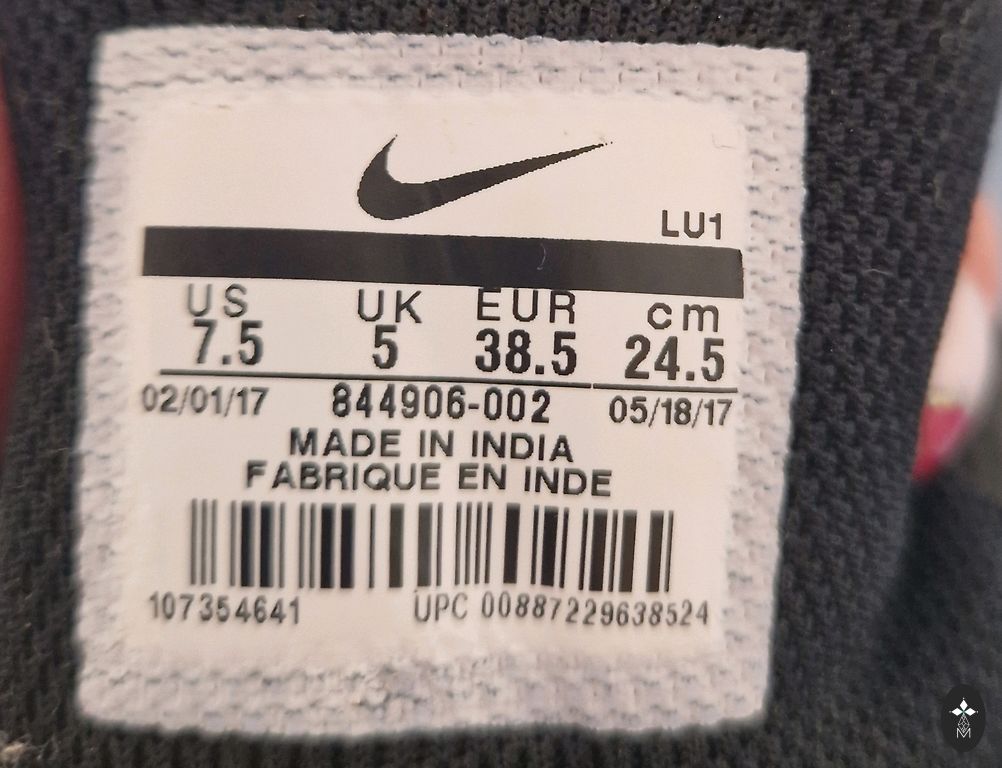 LU1
US UK EUR cm
7.5 5 38.5 24.5
02/01/17 844906-002 05/18/17
MADE IN INDIA
FABRIQUE EN INDE
107354641 UPC 00887229638524
M